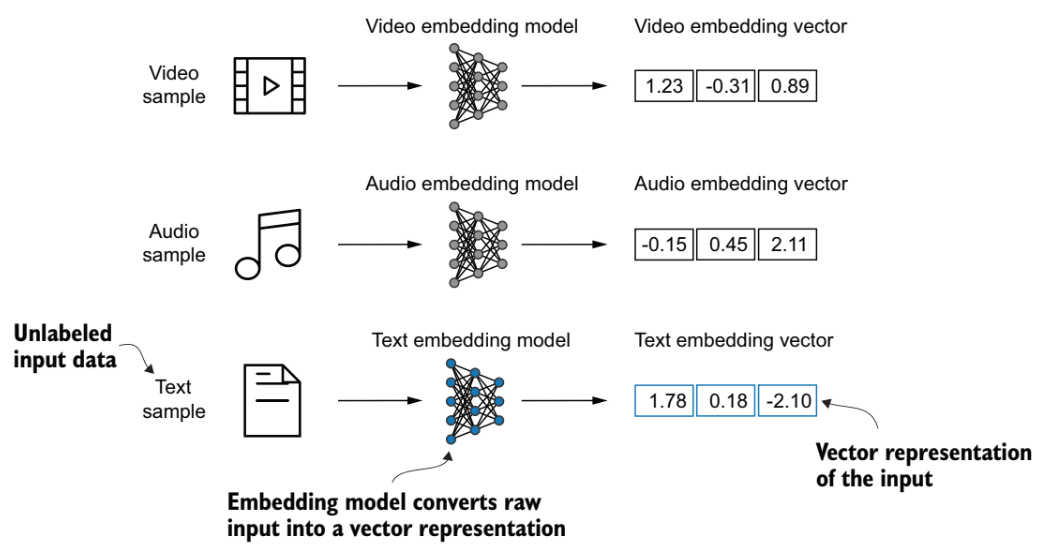 Video embedding model
Video embedding vector
Video
sample
1.23 -0.31 0.89
Audio embedding model
Audio embedding vector
Audio
sample
-0.15 0.45 2.11
Unlabeled
input data
Text embedding model
Text embedding vector
Text
sample
1.78 0.18 -2.10
Vector representation
of the input
Embedding model converts raw
input into a vector representation